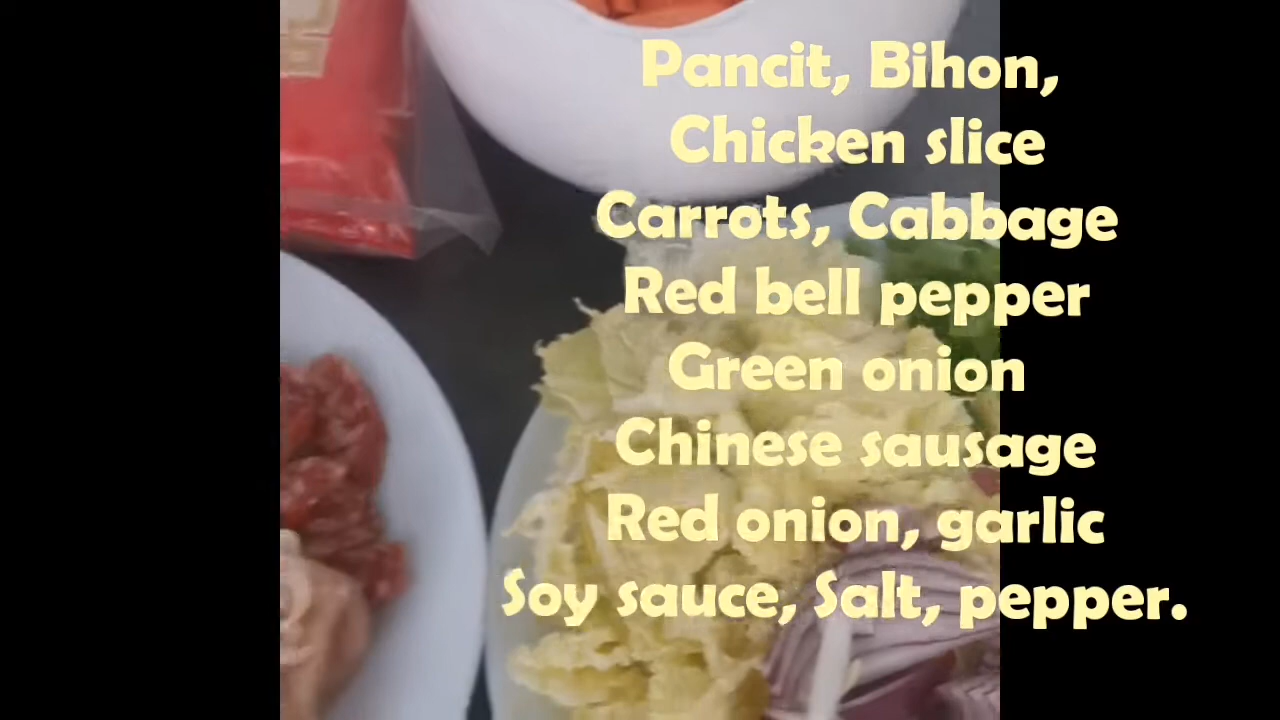 Pancit, Bihon,
Chicken slice
Carrots, Cabbage
Red bell pepper
Green onion
Chinese sausage
Red onion, garlic
Soy sauce, Salt, pepper.